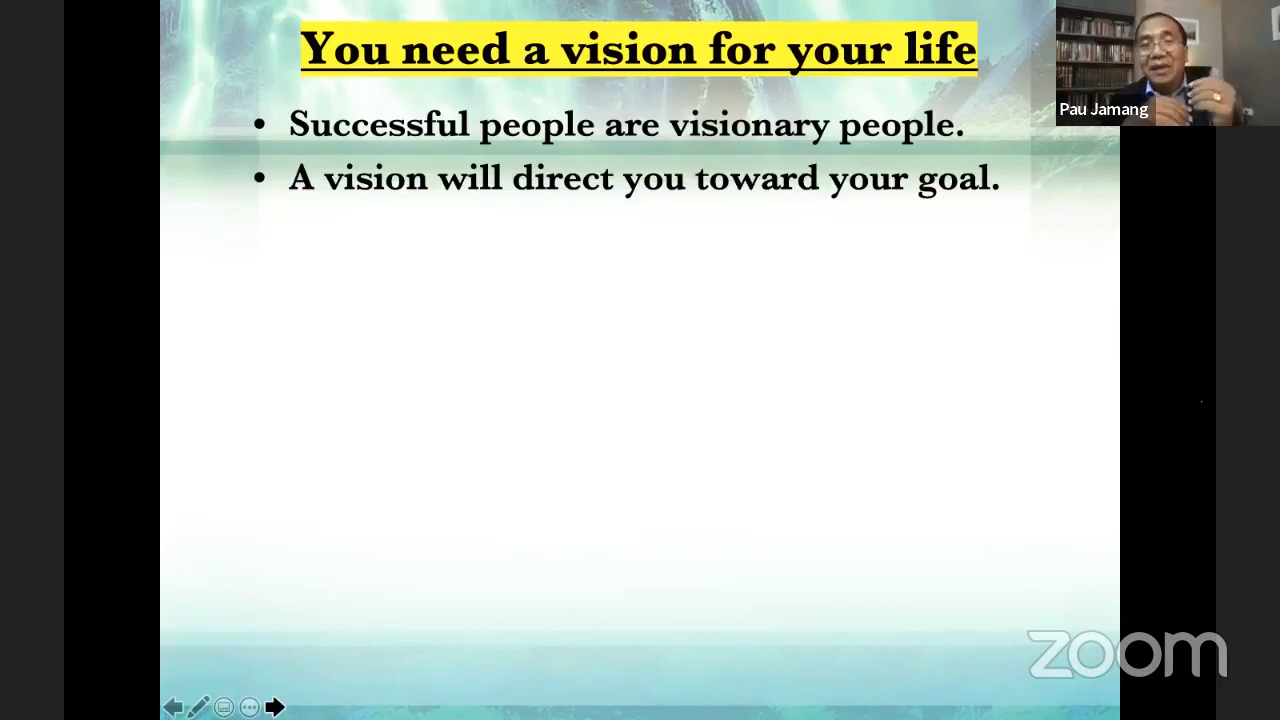 You need a vision for your life
• Successful people are visionary people.
• A vision will direct you toward your goal.
Pau Jamang
zoom